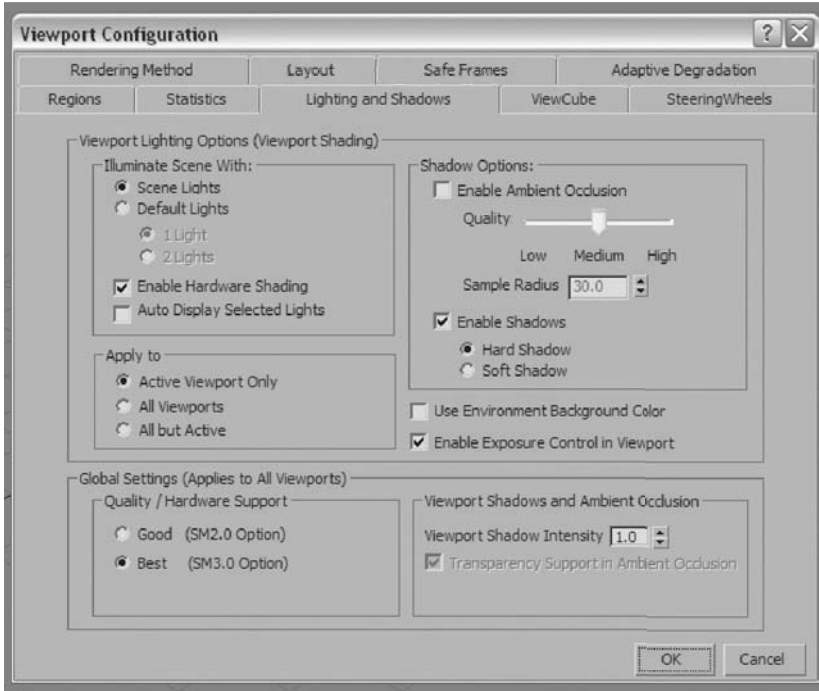 Viewport Configuration
Rendering Method Layout Safe Frames Adaptive Degradation
Regions Statistics Lighting and Shadows ViewCube SteeringWheels
Viewport Lighting Options (Viewport Shading)
Illuminate Scene With:
Scene Lights
Default Lights
1 Light
2 Lights
Enable Hardware Shading
Auto Display Selected Lights
Apply to
Active Viewport Only
All Viewports
All but Active
Shadow Options:
Enable Ambient Occlusion
Quality
Low Medium High
Sample Radius 30.0
Enable Shadows
Hard Shadow
Soft Shadow
Use Environment Background Color
Enable Exposure Control in Viewport
Global Settings (Applies to All Viewports)
Quality / Hardware Support
Good (SM2.0 Option)
Best (SM3.0 Option)
Viewport Shadows and Ambient Occlusion
Viewport Shadow Intensity 1.0
Transparency Support in Ambient Occlusion
OK Cancel